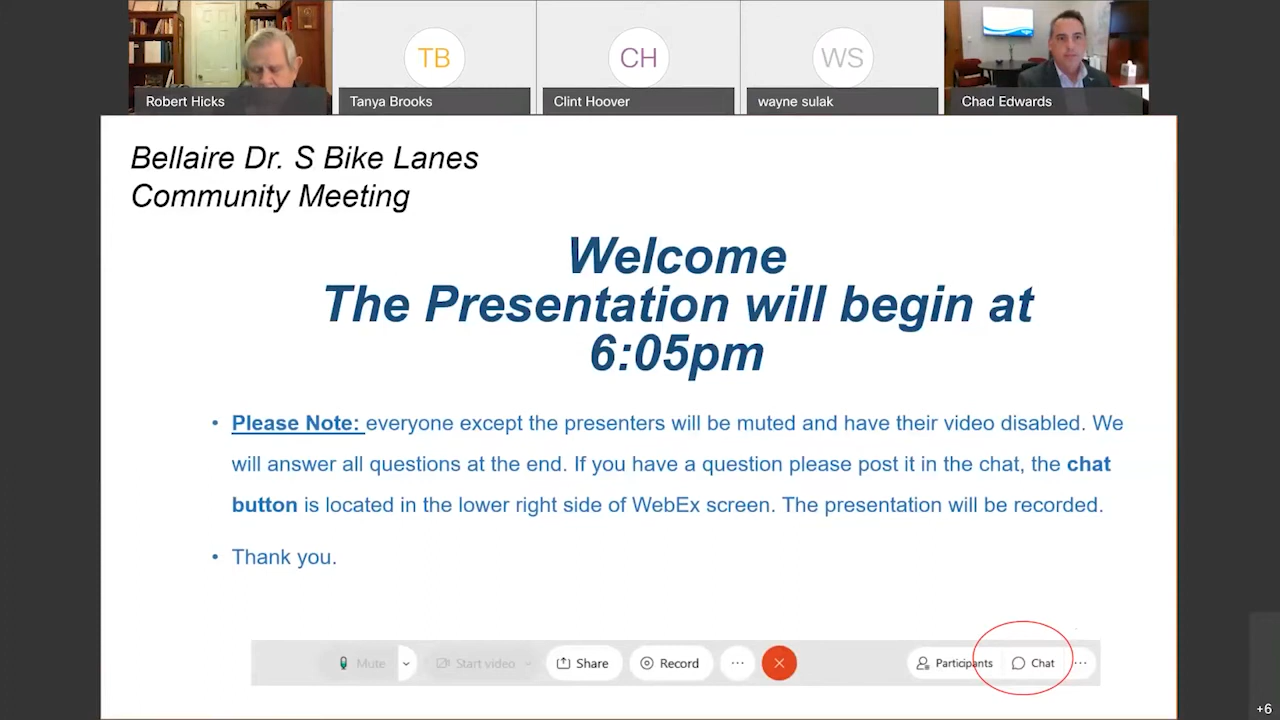 TB
CH
WS
Robert Hicks
Tanya Brooks
Clint Hoover
wayne sulak
Chad Edwards
Bellaire Dr. S Bike Lanes
Community Meeting
Welcome
The Presentation will begin at
6:05pm
• Please Note: everyone except the presenters will be muted and have their video disabled. We
will answer all questions at the end. If you have a question please post it in the chat, the chat
button is located in the lower right side of WebEx screen. The presentation will be recorded.
• Thank you.
Mute
Start video
Share
Record
...
Participants
Chat
...
+6